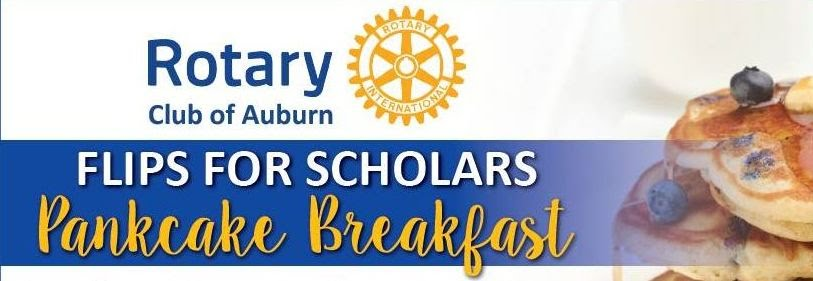 Rotary
Club of Auburn
ROTARY
INTERNATIONAL
FLIPS FOR SCHOLARS
Pankcake Breakfast